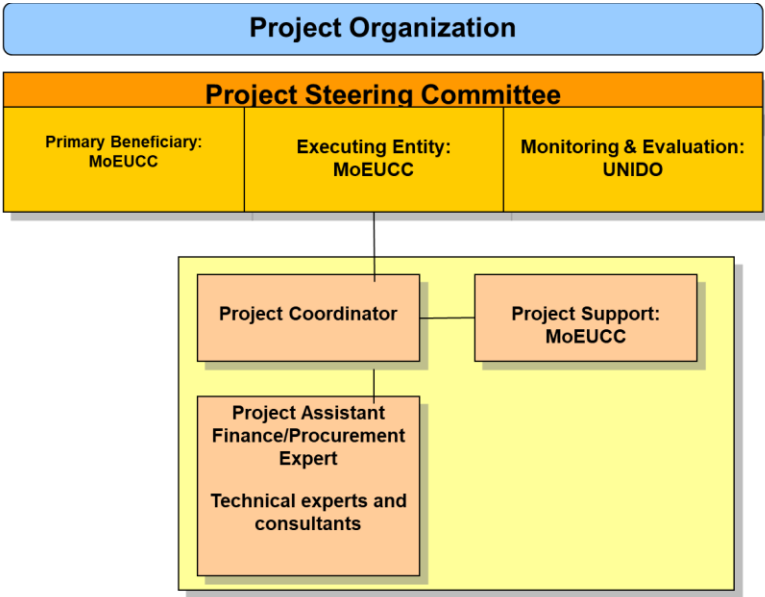 Project Organization
Project Steering Committee
Primary Beneficiary:
MoEUCC
Executing Entity:
MoEUCC
Monitoring & Evaluation:
UNIDO
Project Coordinator
Project Support:
MoEUCC
Project Assistant
Finance/Procurement
Expert
Technical experts and
consultants